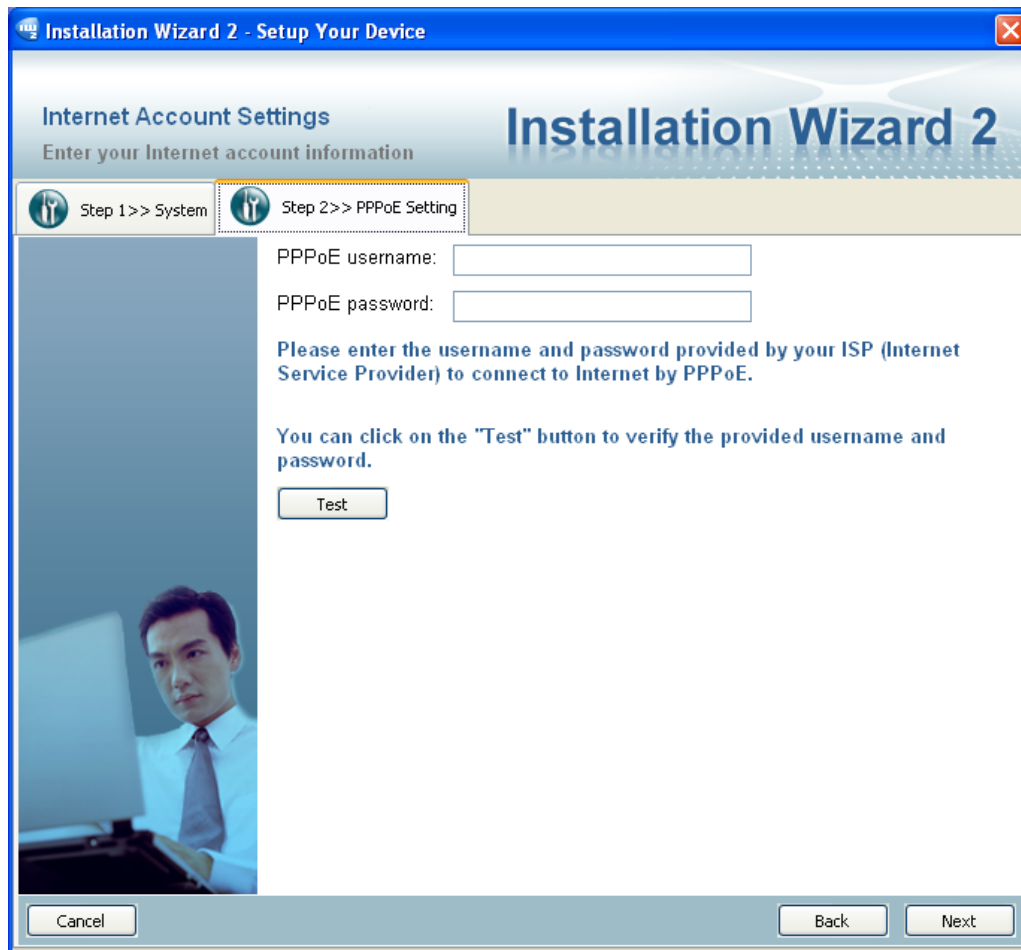 Installation Wizard 2 - Setup Your Device
Internet Account Settings
Enter your Internet account information
Installation Wizard 2
Step 1>> System
Step 2>> PPPoE Setting
PPPoE username:
PPPoE password:
Please enter the username and password provided by your ISP (Internet
Service Provider) to connect to Internet by PPPoE.
You can click on the "Test" button to verify the provided username and
password.
Test
Cancel
Back
Next